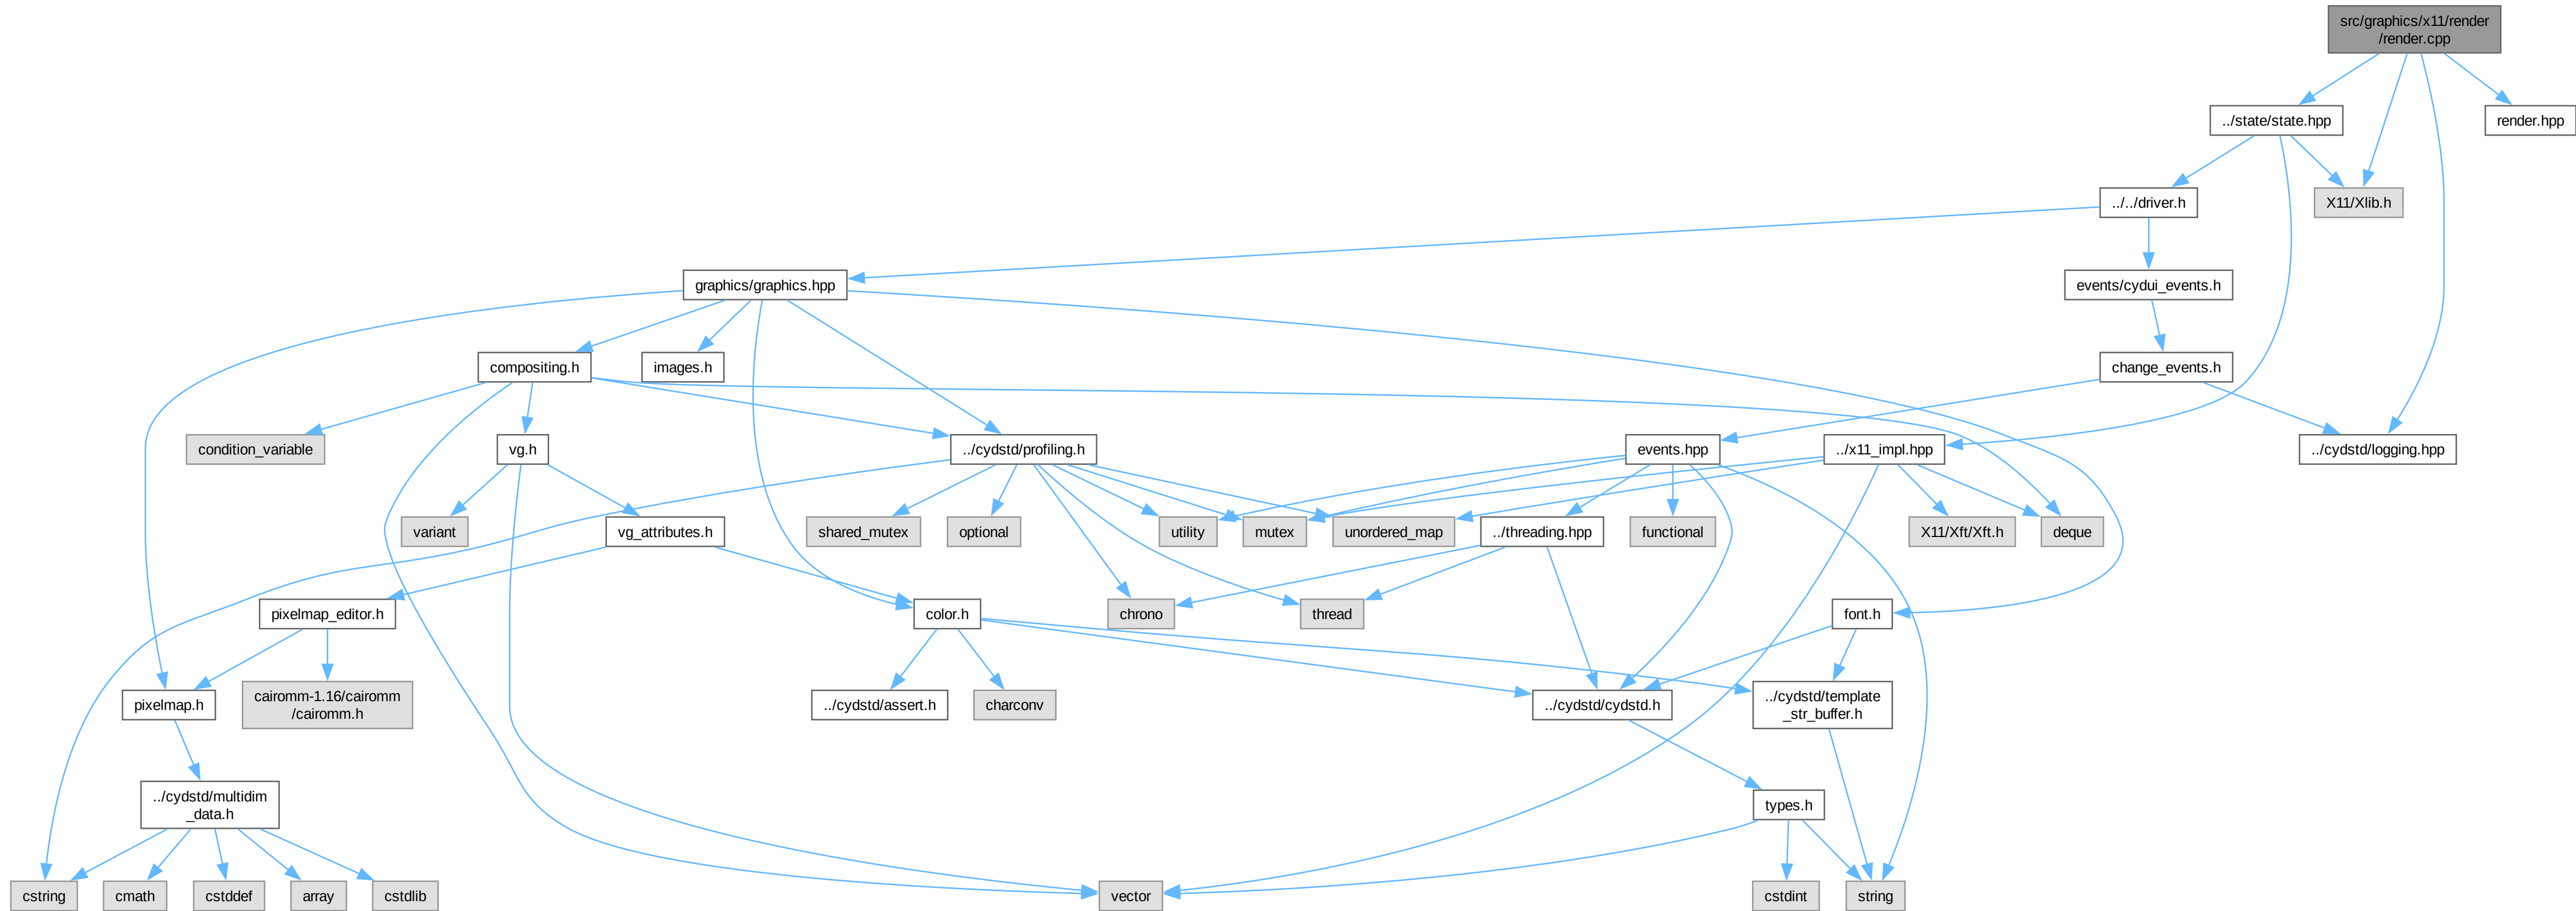 src/graphics/x11/render
/render.cpp
../state/state.hpp
render.hpp
../../driver.h
X11/Xlib.h
graphics/graphics.hpp
events/cydui_events.h
compositing.h
images.h
change_events.h
condition_variable
vg.h
../cydstd/profiling.h
events.hpp
../x11_impl.hpp
../cydstd/logging.hpp
variant
vg_attributes.h
shared_mutex
optional
utility
mutex
unordered_map
../threading.hpp
functional
X11/Xft/Xft.h
deque
pixelmap_editor.h
color.h
chrono
thread
font.h
pixelmap.h
cairomm-1.16/cairomm
/cairomm.h
../cydstd/assert.h
charconv
../cydstd/cydstd.h
../cydstd/template
_str_buffer.h
../cydstd/multidim
_data.h
types.h
cstring
cmath
cstddef
array
cstdlib
vector
cstdint
string